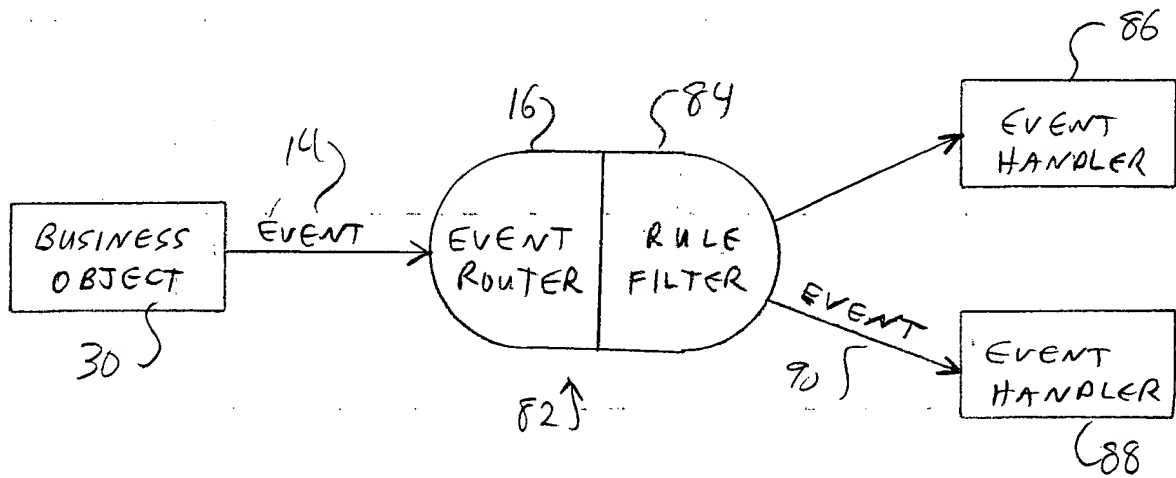 86
16
84
14
EVENT
HANDLER
BUSINESS
OBJECT
EVENT
EVENT
ROUTER
RULE
FILTER
30
EVENT
90
82
EVENT
HANDLER
88